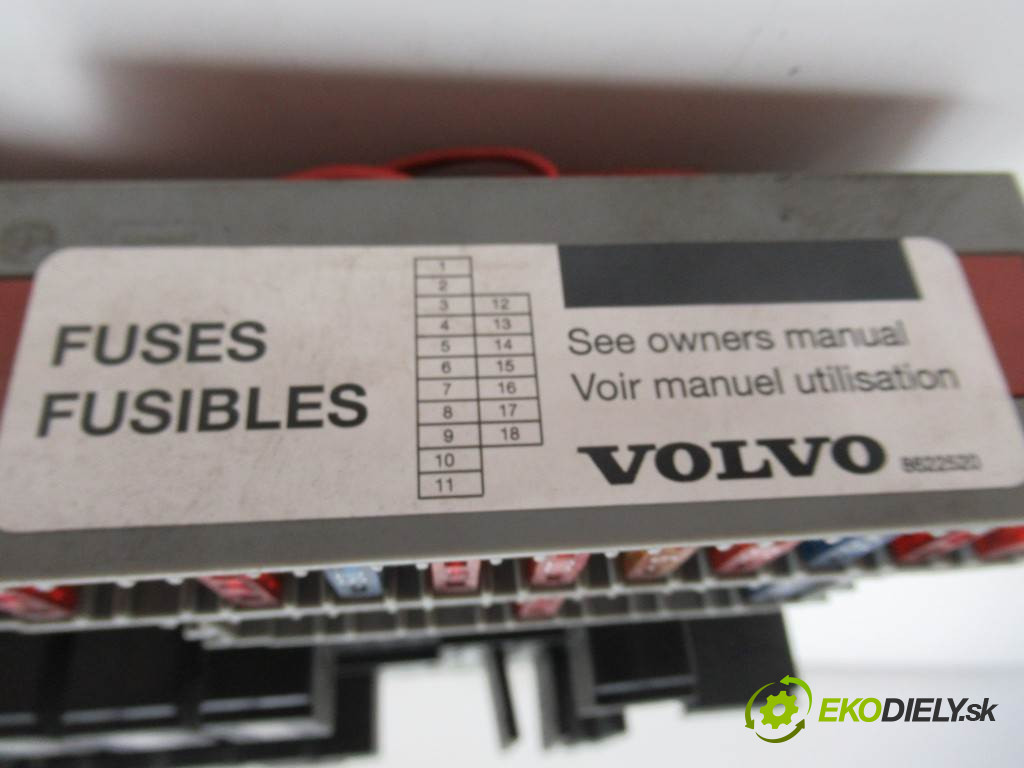 FUSES
FUSIBLES
1
2
3 12
4 13
5 14
6 15
7 16
8 17
9 18
10
11
See owners manual
Voir manuel utilisation
VOLVO 8622520
EKODIELY.sk